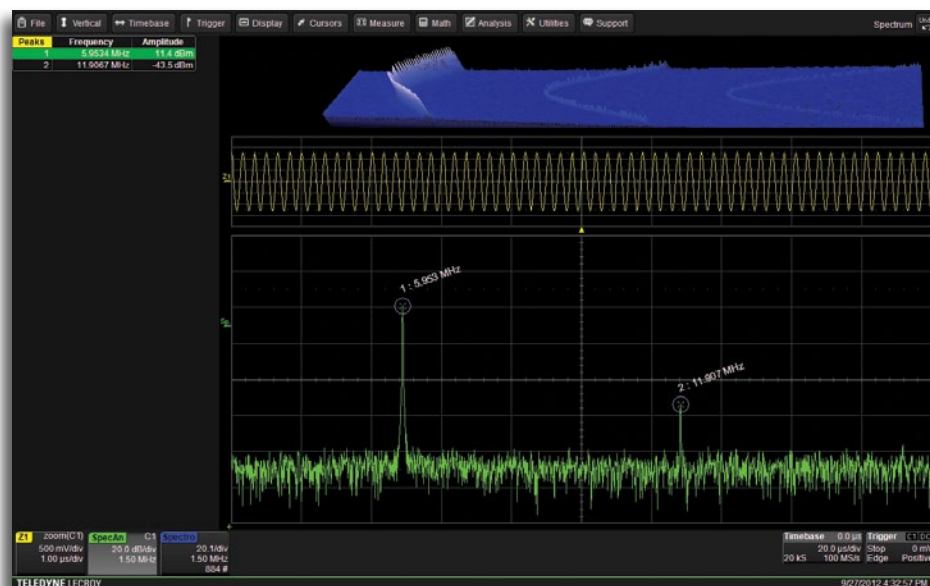 File Vertical Timebase Trigger Display Cursors Measure Math Analysis Utilities Support Spectrum
Peaks Frequency Amplitude
1 5.9534 MHz 11.4 dBm
2 11.9067 MHz -43.5 dBm
Z1
1 : 5.953 MHz
2 : 11.907 MHz
Z1 zoom(C1)
500 mV/div
1.00 µs/div
SpecAn C1
20.0 dB/div
1.50 MHz
Spectro
20.1/div
1.50 MHz
884 #
Timebase 0.0 µs
20.0 µs/div
20 kS 100 MS/s
Trigger C1
Stop 0 mV
Edge Positive
TELEDYNE LECROY
9/27/2012 4:32:57 PM